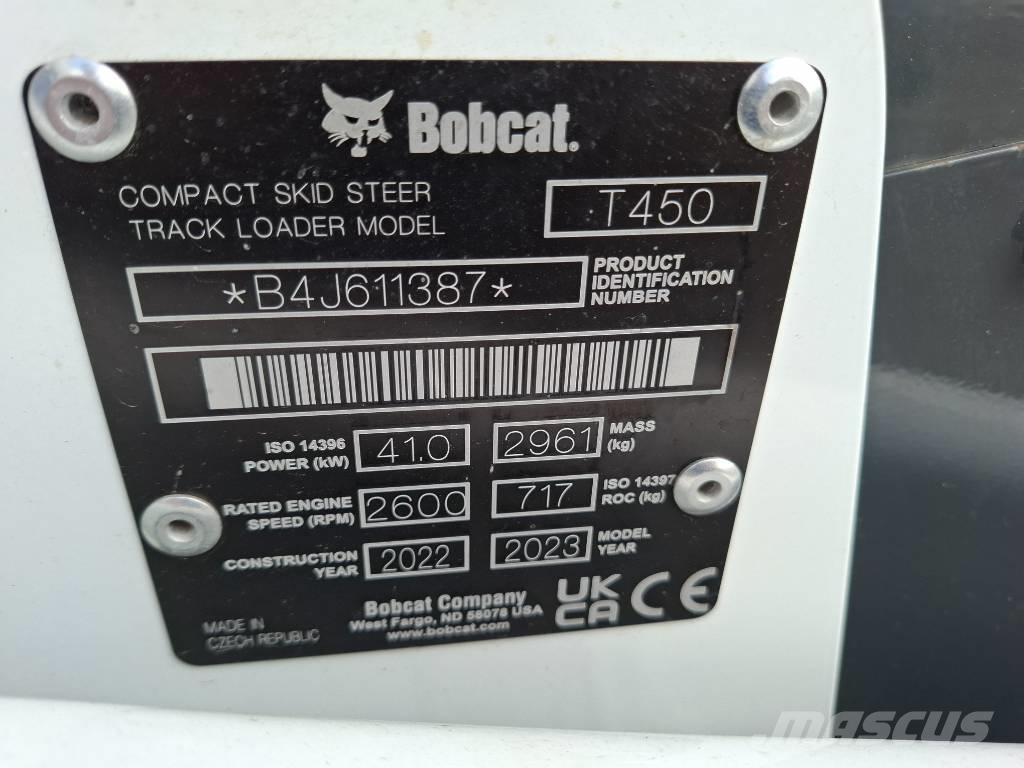 Bobcat.
COMPACT SKID STEER
TRACK LOADER MODEL
T450
*B4J611387*
PRODUCT
IDENTIFICATION
NUMBER
ISO 14396
POWER (kW)
41.0
2961
MASS
(kg)
RATED ENGINE
SPEED (RPM)
2600
717
ISO 14397
ROC (kg)
CONSTRUCTION
YEAR
2022
2023
MODEL
YEAR
MADE IN
CZECH REPUBLIC
Bobcat Company
West Fargo, ND 58078 USA
www.bobcat.com
UK
CA
CE
MASCUS